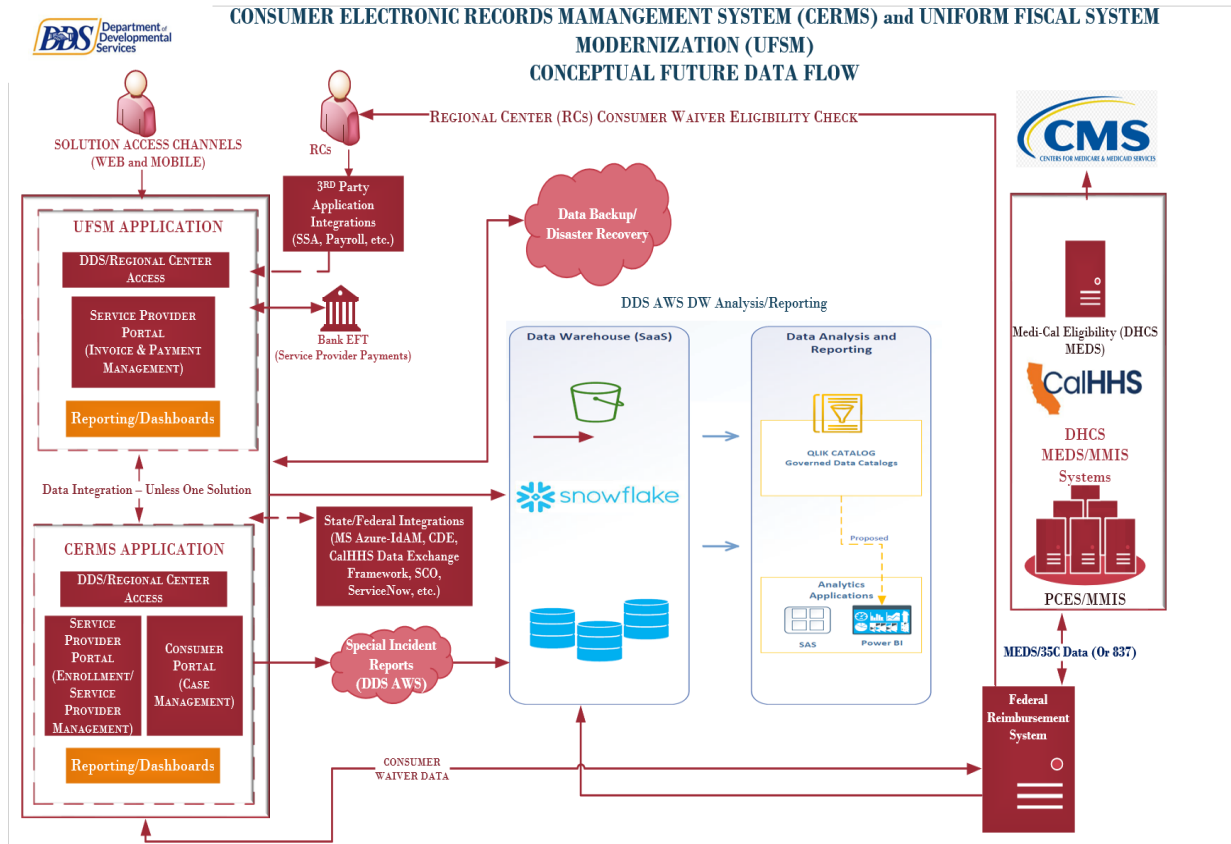 DDS
Department of
Developmental
Services
CONSUMER ELECTRONIC RECORDS MAMANGEMENT SYSTEM (CERMS) and UNIFORM FISCAL SYSTEM
MODERNIZATION (UFSM)
CONCEPTUAL FUTURE DATA FLOW
SOLUTION ACCESS CHANNELS
(WEB and MOBILE)
RCs
REGIONAL CENTER (RCs) CONSUMER WAIVER ELIGIBILITY CHECK
CMS
CENTERS FOR MEDICARE & MEDICAID SERVICES
3RD Party
Application
Integrations
(SSA, Payroll, etc.)
UFSM APPLICATION
DDS/REGIONAL CENTER
ACCESS
SERVICE PROVIDER
PORTAL
(INVOICE & PAYMENT
MANAGEMENT)
Reporting/Dashboards
Bank EFT
(Service Provider Payments)
Data Backup/
Disaster Recovery
DDS AWS DW Analysis/Reporting
Data Warehouse (SaaS)
snowflake
Data Analysis and
Reporting
QLIK CATALOG
Governed Data Catalogs
Proposed
Analytics
Applications
SAS
Power BI
Medi-Cal Eligibility (DHCS
MEDS)
CalHHS
DHCS
MEDS/MMIS
Systems
PCES/MMIS
MEDS/35C Data (Or 837)
Federal
Reimbursement
System
Data Integration – Unless One Solution
State/Federal Integrations
(MS Azure-IdAM, CDE,
CalHHS Data Exchange
Framework, SCO,
ServiceNow, etc.)
CERMS APPLICATION
DDS/REGIONAL CENTER
ACCESS
SERVICE
PROVIDER
PORTAL
(ENROLLMENT/
SERVICE
PROVIDER
MANAGEMENT)
CONSUMER
PORTAL
(CASE
MANAGEMENT)
Reporting/Dashboards
Special Incident
Reports
(DDS AWS)
CONSUMER
WAIVER DATA